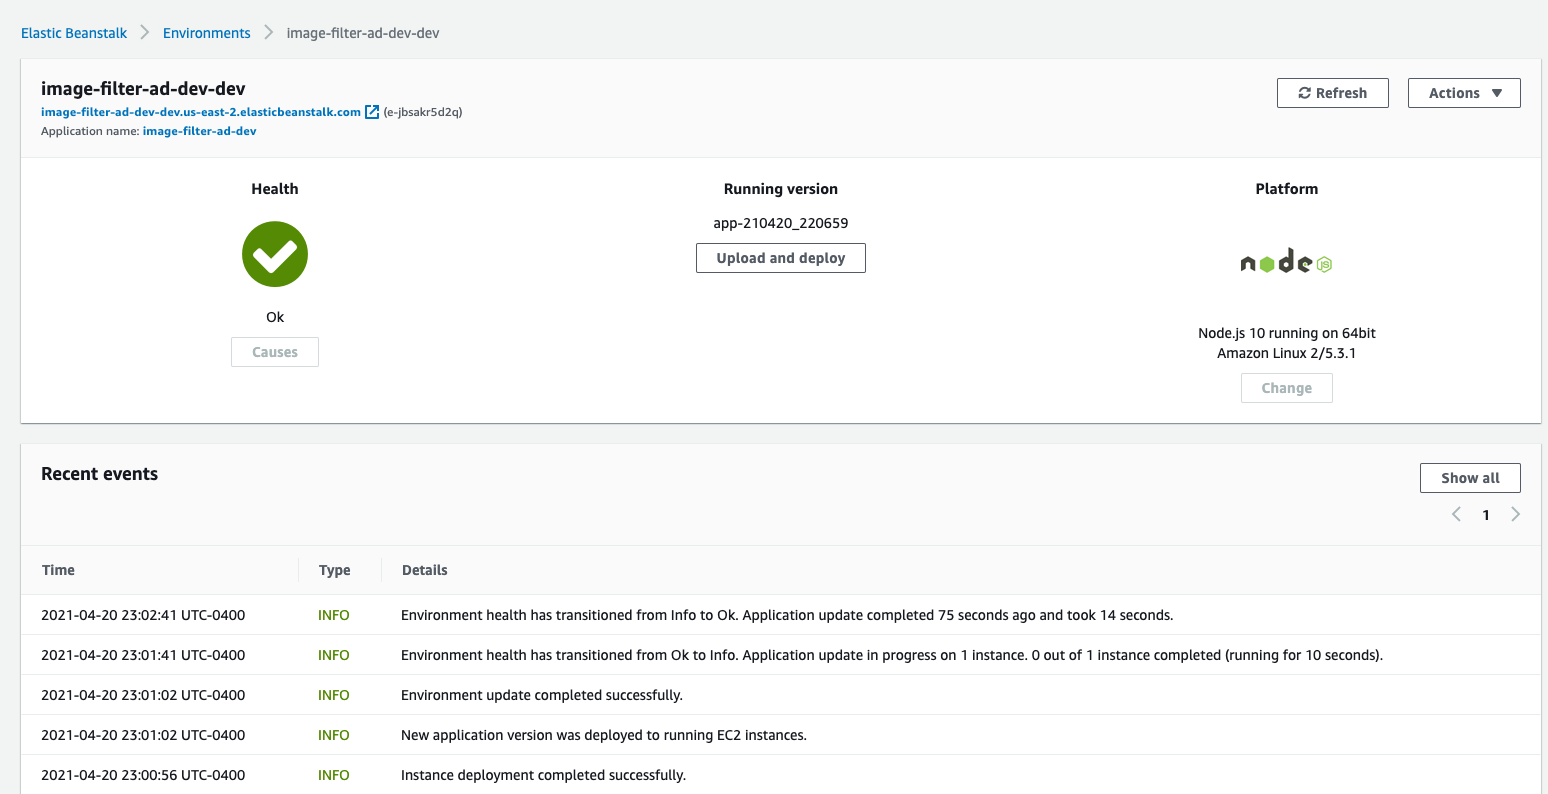 Elastic Beanstalk > Environments > image-filter-ad-dev-dev
image-filter-ad-dev-dev
image-filter-ad-dev-dev.us-east-2.elasticbeanstalk.com (e-jbsakr5d2q)
Application name: image-filter-ad-dev
Refresh
Actions
Health
Ok
Causes
Running version
app-210420_220659
Upload and deploy
Platform
node JS
Node.js 10 running on 64bit
Amazon Linux 2/5.3.1
Change
Recent events
Show all
1
Time Type Details
2021-04-20 23:02:41 UTC-0400 INFO Environment health has transitioned from Info to Ok. Application update completed 75 seconds ago and took 14 seconds.
2021-04-20 23:01:41 UTC-0400 INFO Environment health has transitioned from Ok to Info. Application update in progress on 1 instance. 0 out of 1 instance completed (running for 10 seconds).
2021-04-20 23:01:02 UTC-0400 INFO Environment update completed successfully.
2021-04-20 23:01:02 UTC-0400 INFO New application version was deployed to running EC2 instances.
2021-04-20 23:00:56 UTC-0400 INFO Instance deployment completed successfully.